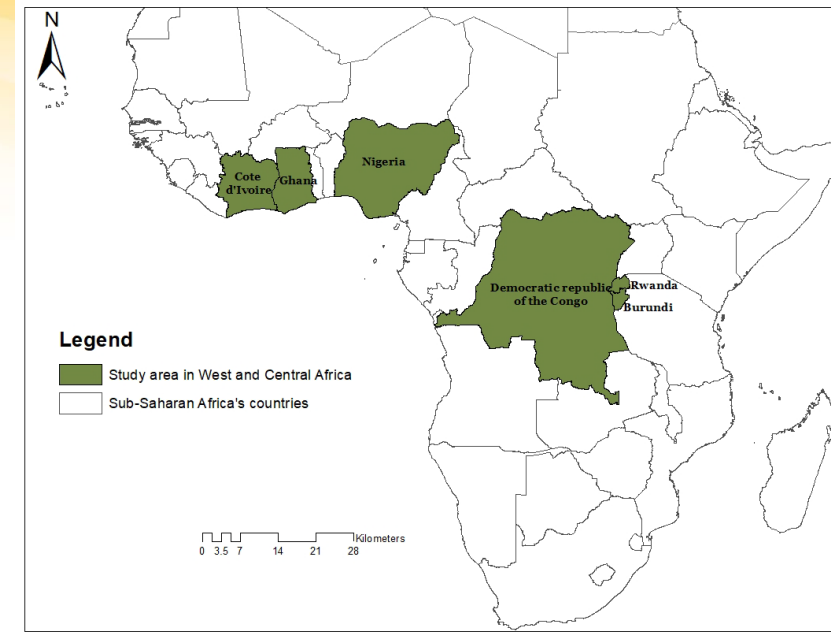 N
Nigeria
Cote
d'Ivoire
Ghana
Democratic republic
of the Congo
Rwanda
Burundi
Legend
Study area in West and Central Africa
Sub-Saharan Africa's countries
Kilometers
0 3.5 7 14 21 28